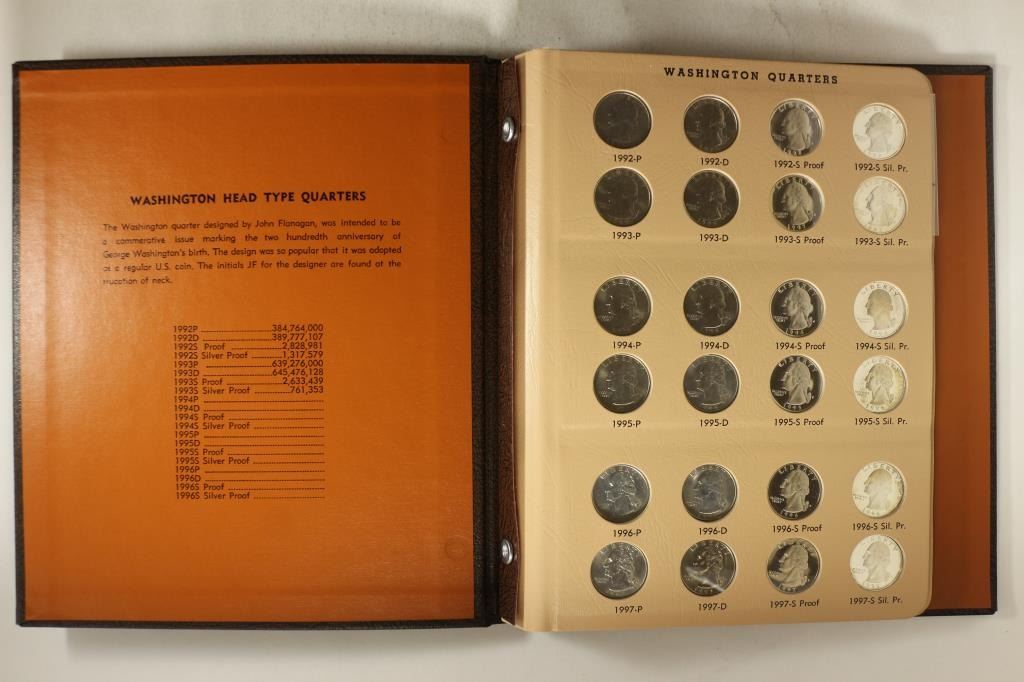 WASHINGTON HEAD TYPE QUARTERS
The Washington quarter designed by John Flanagan, was intended to be
a commerative issue marking the two hundredth anniversary of
George Washington's birth. The design was so popular that it was adopted
as a regular U.S. coin. The initials JF for the designer are found at the
of neck.
1992P 384,764,000
1992D 389,777,107
1992S Proof 2,828,981
1992S Silver Proof 1,317,579
1993P 639,276,000
1993D 645,476,128
1993S Proof 2,633,439
1993S Silver Proof 761,353
1994P
1994D
1994S Proof
1994S Silver Proof
1995P
1995D
1995S Proof
1995S Silver Proof
1996P
1996D
1996S Proof
1996S Silver Proof
WASHINGTON QUARTERS
1992-P 1992-D 1992-S Proof 1992-S Sil. Pr.
1993-P 1993-D 1993-S Proof 1993-S Sil. Pr.
1994-P 1994-D 1994-S Proof 1994-S Sil. Pr.
1995-P 1995-D 1995-S Proof 1995-S Sil. Pr.
1996-P 1996-D 1996-S Proof 1996-S Sil. Pr.
1997-P 1997-D 1997-S Proof 1997-S Sil. Pr.